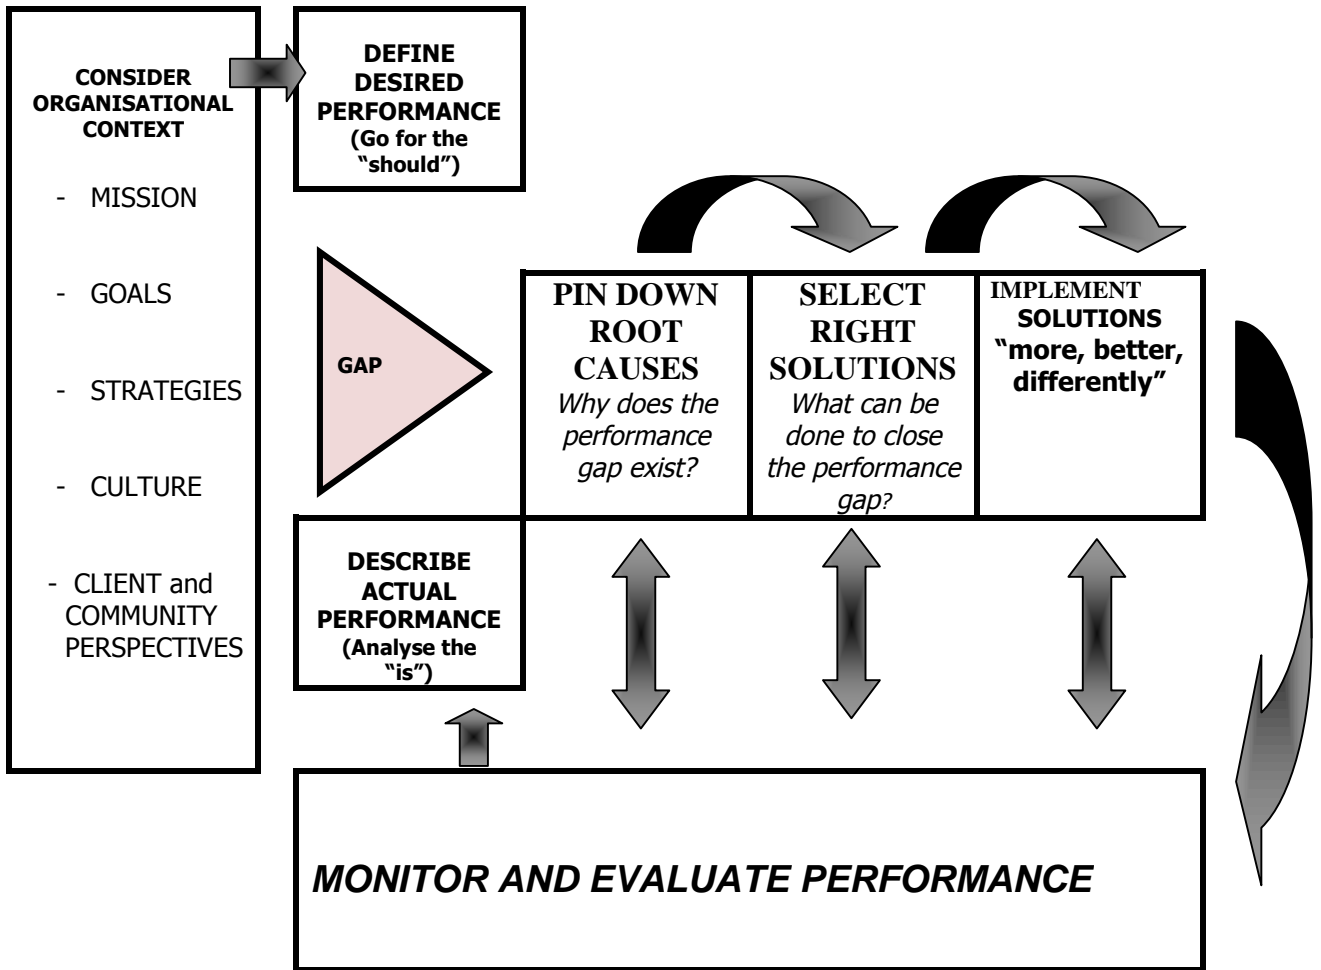 CONSIDER
ORGANISATIONAL
CONTEXT
- MISSION
- GOALS
- STRATEGIES
- CULTURE
- CLIENT and
COMMUNITY
PERSPECTIVES
DEFINE
DESIRED
PERFORMANCE
(Go for the
“should”)
GAP
DESCRIBE
ACTUAL
PERFORMANCE
(Analyse the
“is”)
PIN DOWN
ROOT
CAUSES
Why does the
performance
gap exist?
SELECT
RIGHT
SOLUTIONS
What can be
done to close
the performance
gap?
IMPLEMENT
SOLUTIONS
“more, better,
differently”
MONITOR AND EVALUATE PERFORMANCE